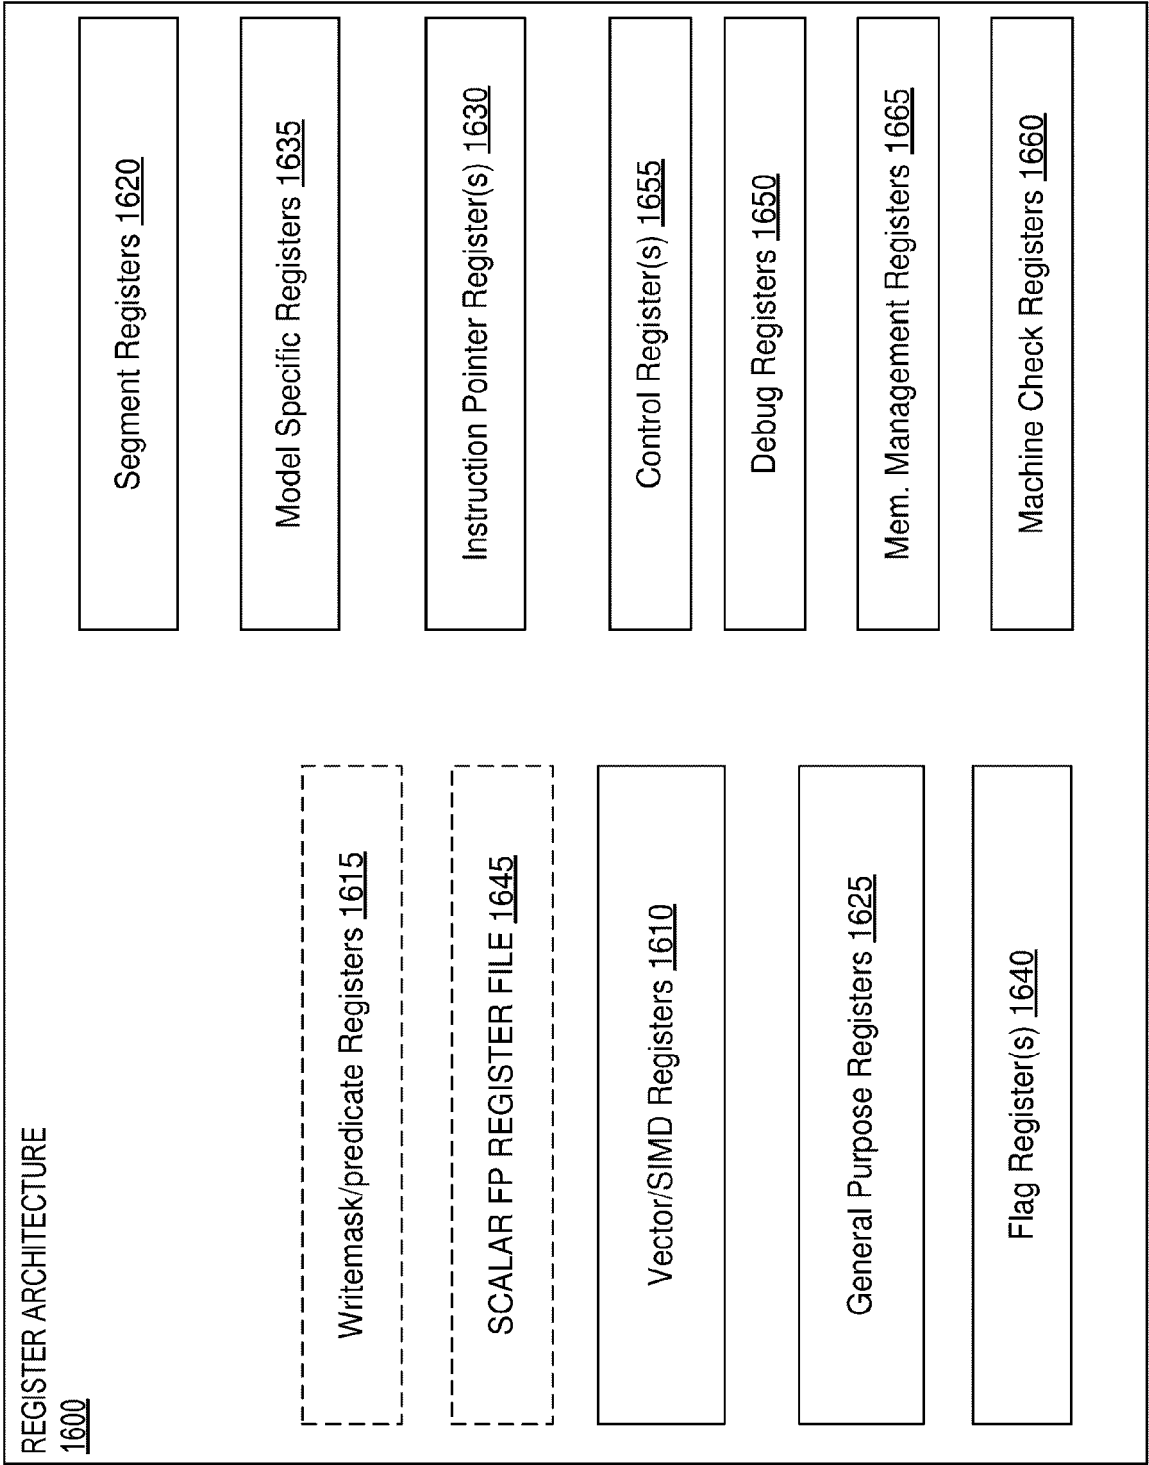 REGISTER ARCHITECTURE
1600
Writemask/predicate Registers 1615
SCALAR FP REGISTER FILE 1645
Vector/SIMD Registers 1610
General Purpose Registers 1625
Flag Register(s) 1640
Segment Registers 1620
Model Specific Registers 1635
Instruction Pointer Register(s) 1630
Control Register(s) 1655
Debug Registers 1650
Mem. Management Registers 1665
Machine Check Registers 1660